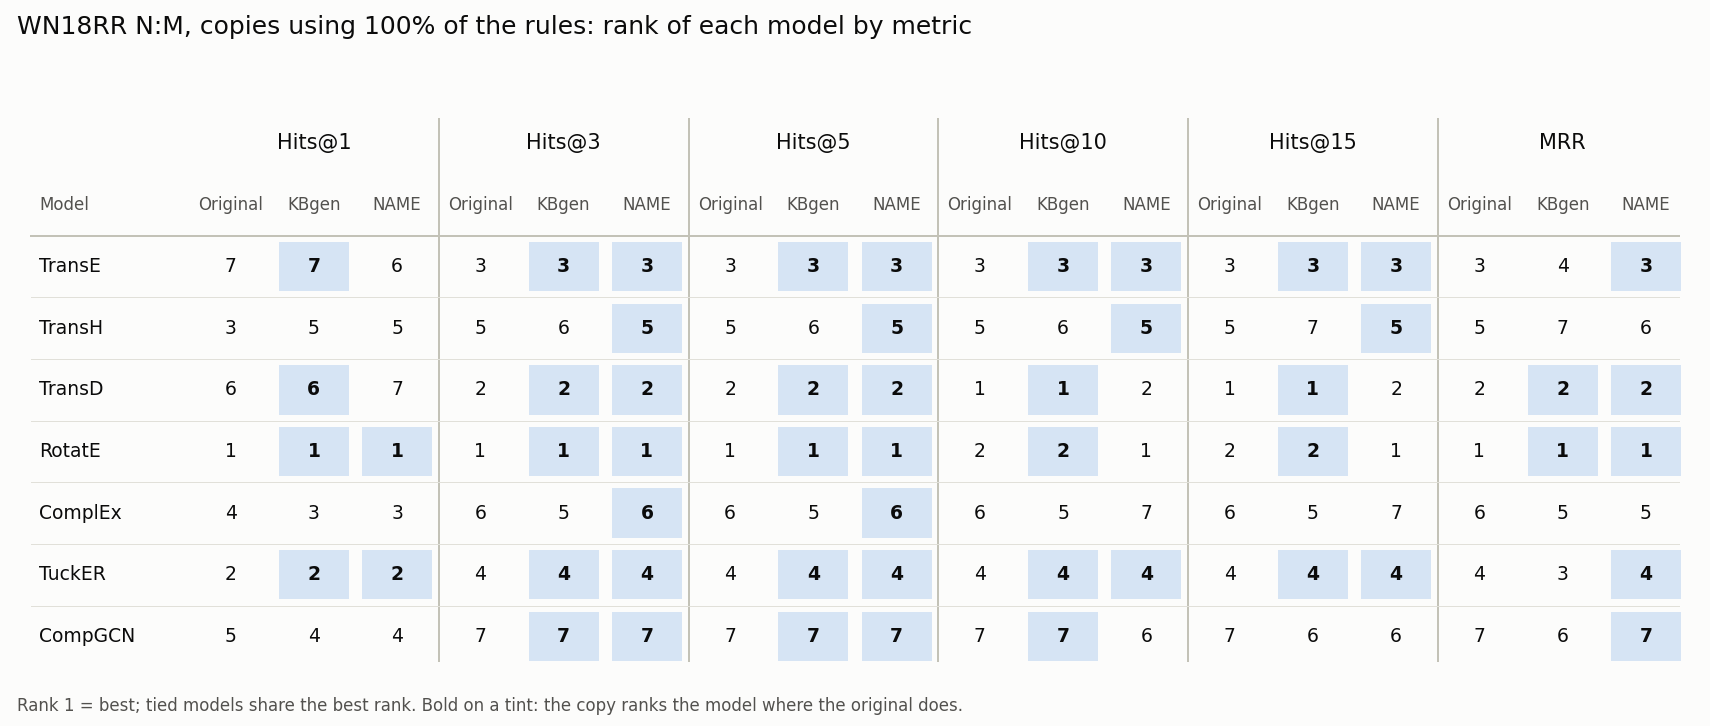 WN18RR N:M, copies using 100% of the rules: rank of each model by metric
Hits@1 Hits@3 Hits@5 Hits@10 Hits@15 MRR
Model Original KBgen NAME Original KBgen NAME Original KBgen NAME Original KBgen NAME Original KBgen NAME Original KBgen NAME
TransE 7 7 6 3 3 3 3 3 3 3 3 3 3 3 3 3 4 3
TransH 3 5 5 5 6 5 5 6 5 5 6 5 5 7 5 5 7 6
TransD 6 6 7 2 2 2 2 2 2 1 1 2 1 1 2 2 2 2
RotatE 1 1 1 1 1 1 1 1 1 2 2 1 2 2 1 1 1 1
ComplEx 4 3 3 6 5 6 6 5 6 6 5 7 6 5 7 6 5 5
TuckER 2 2 2 4 4 4 4 4 4 4 4 4 4 4 4 4 3 4
CompGCN 5 4 4 7 7 7 7 7 7 7 7 6 7 6 6 7 6 7
Rank 1 = best; tied models share the best rank. Bold on a tint: the copy ranks the model where the original does.